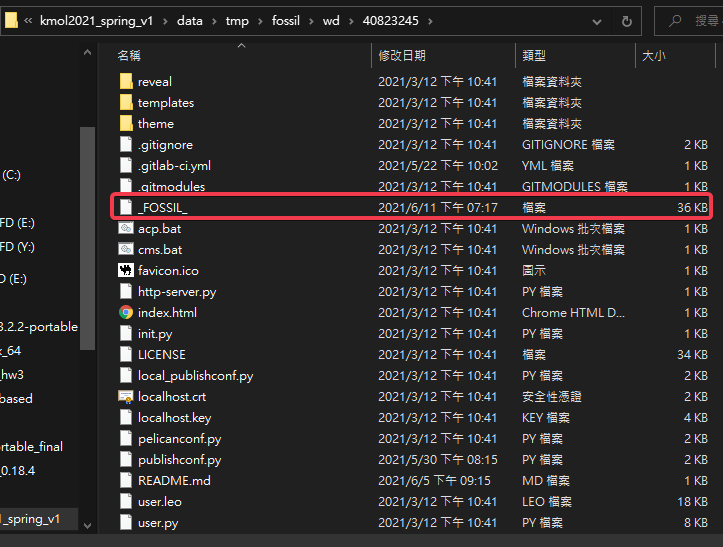 « kmol2021_spring_v1 › data › tmp › fossil › wd › 40823245 ›
搜尋
名稱 修改日期 類型 大小
reveal 2021/3/12 下午 10:41 檔案資料夾
templates 2021/3/12 下午 10:41 檔案資料夾
theme 2021/3/12 下午 10:41 檔案資料夾
.gitignore 2021/3/12 下午 10:41 GITIGNORE 檔案 2 KB
.gitlab-ci.yml 2021/5/22 下午 10:02 YML 檔案 1 KB
.gitmodules 2021/3/12 下午 10:41 GITMODULES 檔案 1 KB
_FOSSIL_ 2021/6/11 下午 07:17 檔案 36 KB
acp.bat 2021/3/12 下午 10:41 Windows 批次檔案 1 KB
cms.bat 2021/3/12 下午 10:41 Windows 批次檔案 1 KB
favicon.ico 2021/3/12 下午 10:41 圖示 1 KB
http-server.py 2021/3/12 下午 10:41 PY 檔案 1 KB
index.html 2021/3/12 下午 10:41 Chrome HTML D... 1 KB
init.py 2021/3/12 下午 10:41 PY 檔案 1 KB
LICENSE 2021/3/12 下午 10:41 檔案 34 KB
local_publishconf.py 2021/3/12 下午 10:41 PY 檔案 2 KB
localhost.crt 2021/3/12 下午 10:41 安全性憑證 2 KB
localhost.key 2021/3/12 下午 10:41 KEY 檔案 4 KB
pelicanconf.py 2021/3/12 下午 10:41 PY 檔案 2 KB
publishconf.py 2021/5/30 下午 08:15 PY 檔案 2 KB
README.md 2021/6/5 下午 09:15 MD 檔案 1 KB
user.leo 2021/3/12 下午 10:41 LEO 檔案 18 KB
user.py 2021/3/12 下午 10:41 PY 檔案 8 KB
(C:)
FD (E:)
FD (Y:)
D (E:)
3.2.2-portable
_64
_hw3
based
rtable_final
_0.18.4
1_spring_v1